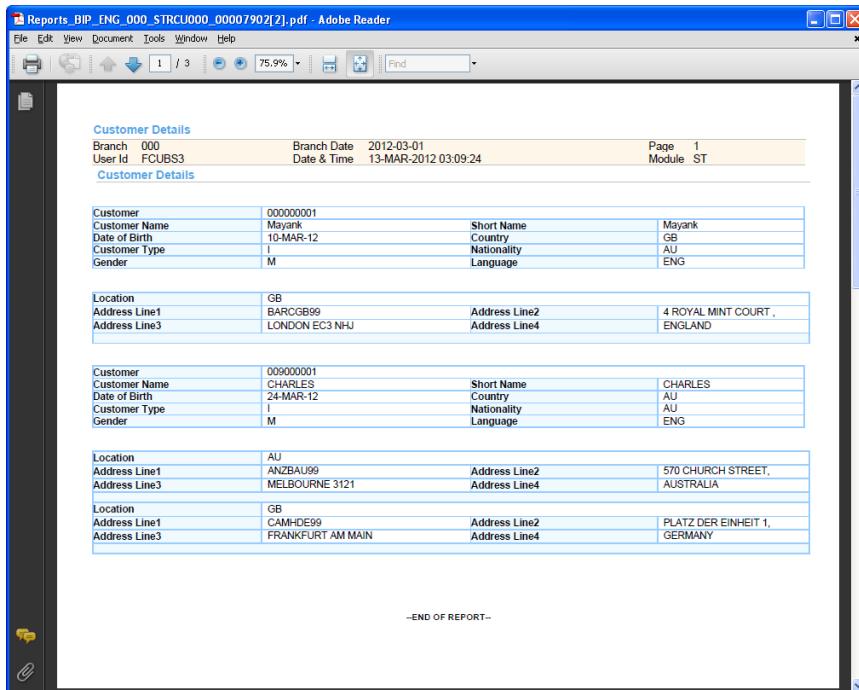 Reports_BIP_ENG_000_STRCU000_00007902[2].pdf - Adobe Reader
File Edit View Document Tools Window Help
1 / 3 75.9% Find
Customer Details
Branch 000 Branch Date 2012-03-01 Page 1
User Id FCUBS3 Date & Time 13-MAR-2012 03:09:24 Module ST
Customer Details
Customer 000000001
Customer Name Mayank Short Name Mayank
Date of Birth 10-MAR-12 Country GB
Customer Type I Nationality AU
Gender M Language ENG
Location GB
Address Line1 BARCGB99 Address Line2 4 ROYAL MINT COURT ,
Address Line3 LONDON EC3 NHJ Address Line4 ENGLAND
Customer 009000001
Customer Name CHARLES Short Name CHARLES
Date of Birth 24-MAR-12 Country AU
Customer Type I Nationality AU
Gender M Language ENG
Location AU
Address Line1 ANZBAU99 Address Line2 570 CHURCH STREET,
Address Line3 MELBOURNE 3121 Address Line4 AUSTRALIA
Location GB
Address Line1 CAMHDE99 Address Line2 PLATZ DER EINHEIT 1,
Address Line3 FRANKFURT AM MAIN Address Line4 GERMANY
--END OF REPORT--